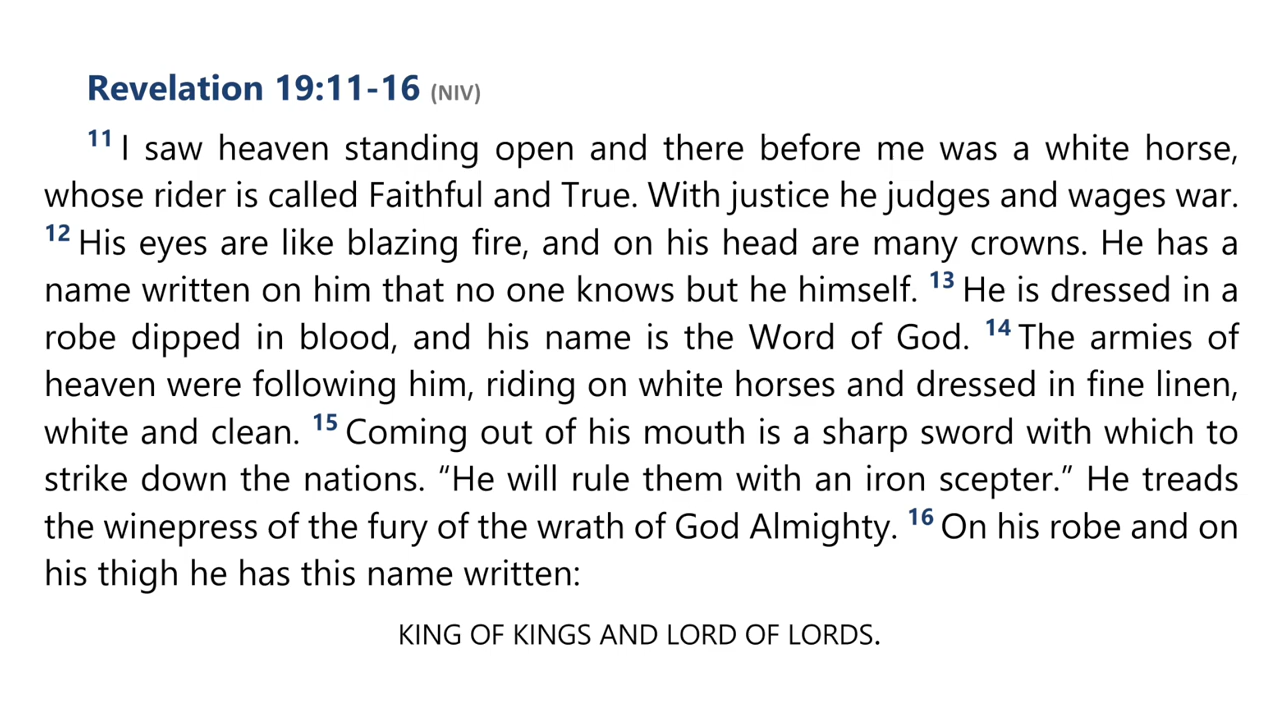 Revelation 19:11-16 (NIV)
11 I saw heaven standing open and there before me was a white horse,
whose rider is called Faithful and True. With justice he judges and wages war.
12 His eyes are like blazing fire, and on his head are many crowns. He has a
name written on him that no one knows but he himself. 13 He is dressed in a
robe dipped in blood, and his name is the Word of God. 14 The armies of
heaven were following him, riding on white horses and dressed in fine linen,
white and clean. 15 Coming out of his mouth is a sharp sword with which to
strike down the nations. “He will rule them with an iron scepter.” He treads
the winepress of the fury of the wrath of God Almighty. 16 On his robe and on
his thigh he has this name written:
KING OF KINGS AND LORD OF LORDS.